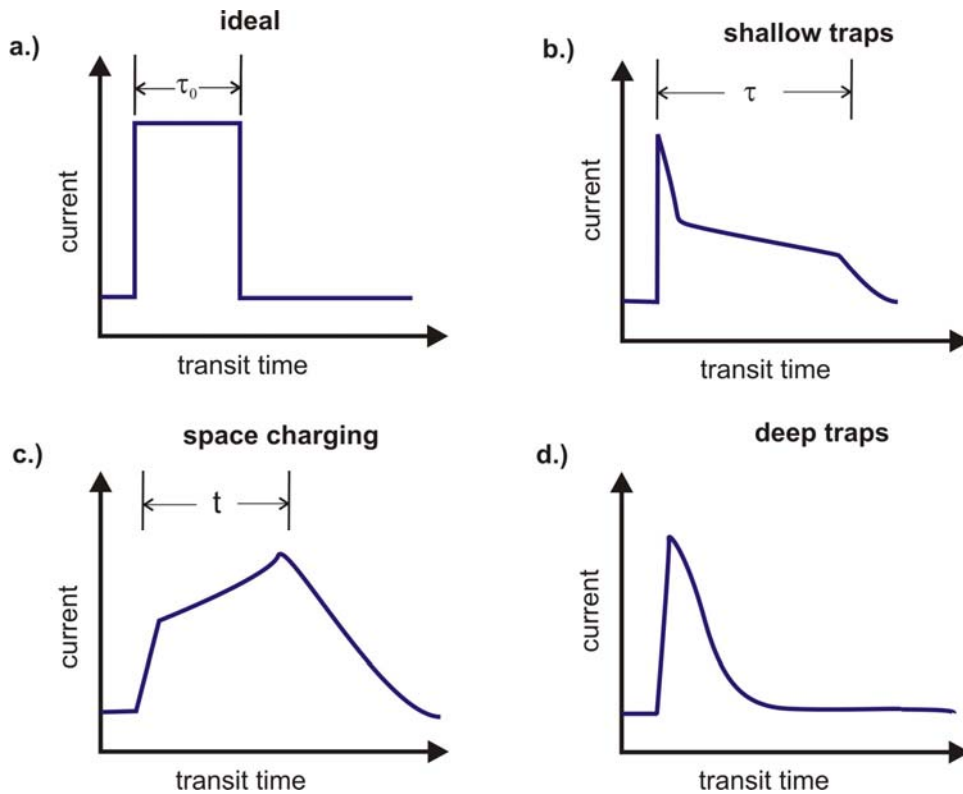 a.)
ideal
τ₀
current
transit time
b.)
shallow traps
τ
current
transit time
c.)
space charging
t
current
transit time
d.)
deep traps
current
transit time